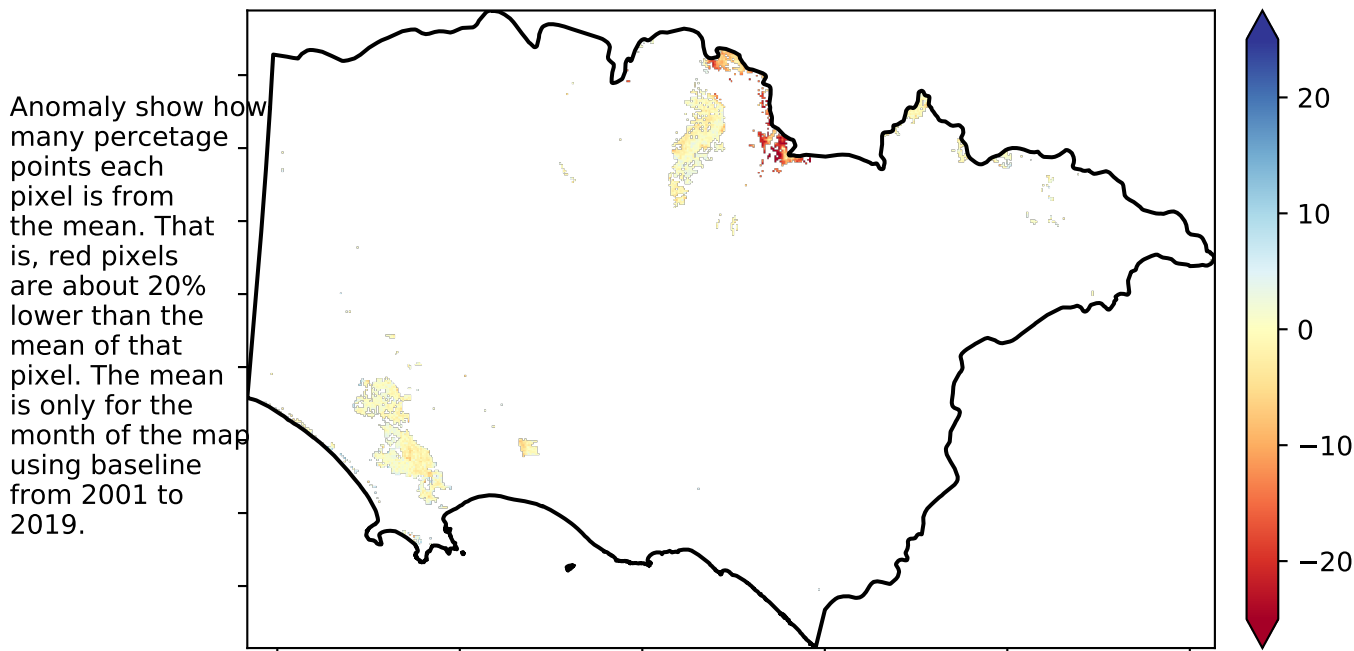 Anomaly show how
many percetage
points each
pixel is from
the mean. That
is, red pixels
are about 20%
lower than the
mean of that
pixel. The mean
is only for the
month of the map
using baseline
from 2001 to
2019.
20
10
0
−10
−20